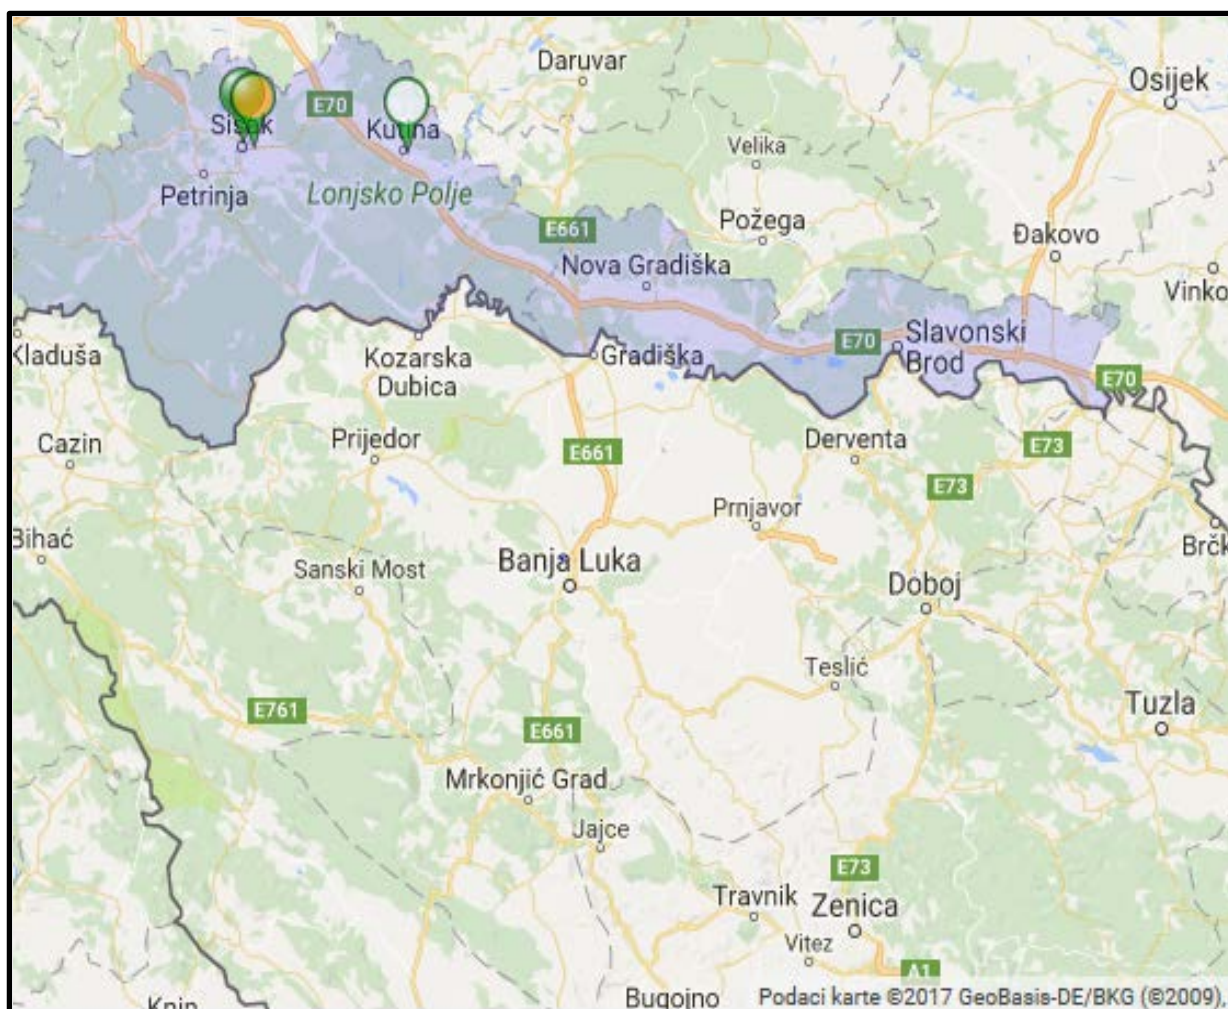 Daruvar
Osijek
E70
Sisak
Kutina
Velika
Petrinja
Lonjsko Polje
Požega
E661
Đakovo
Nova Gradiška
Vinko
Kladuša
Kozarska
Dubica
Gradiška
E70
Slavonski
Brod
E70
Cazin
Prijedor
E661
Derventa
E73
E73
Prnjavor
Bihać
Banja Luka
Brčk
Sanski Most
Doboj
Teslić
E761
E661
Tuzla
Mrkonjić Grad
Jajce
E73
Travnik
Zenica
Vitez
A1
Knin
Bugojno
Podaci karte ©2017 GeoBasis-DE/BKG (©2009),